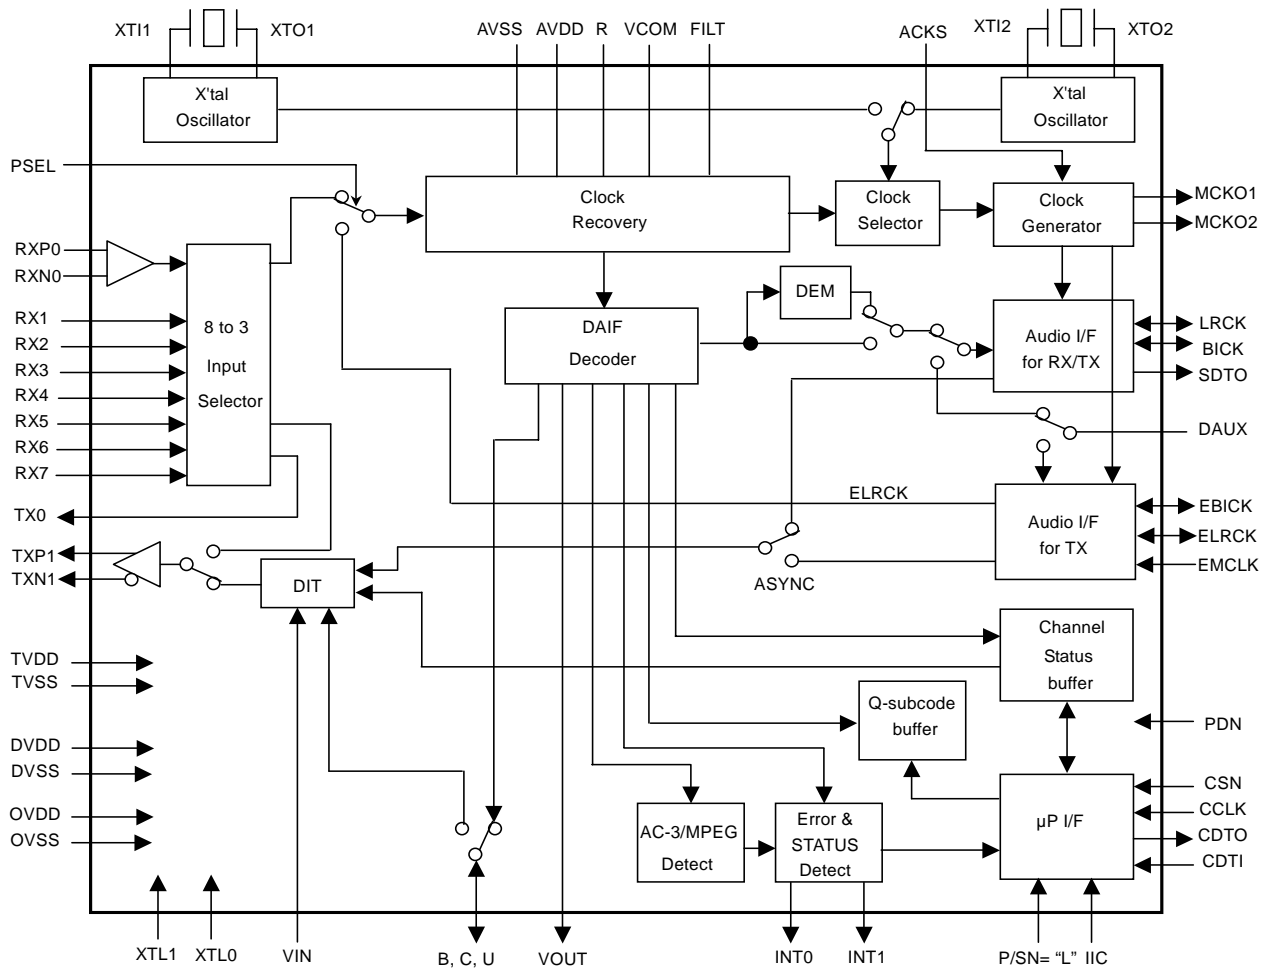 XTI1
XTO1
AVSS
AVDD
R
VCOM
FILT
ACKS
XTI2
XTO2
X'tal
Oscillator
X'tal
Oscillator
PSEL
Clock
Recovery
Clock
Selector
Clock
Generator
MCKO1
MCKO2
RXP0
RXN0
RX1
RX2
RX3
RX4
RX5
RX6
RX7
TX0
TXP1
TXN1
8 to 3
Input
Selector
DEM
DAIF
Decoder
Audio I/F
for RX/TX
LRCK
BICK
SDTO
DAUX
ELRCK
Audio I/F
for TX
EBICK
ELRCK
EMCLK
DIT
ASYNC
Channel
Status
buffer
TVDD
TVSS
DVDD
DVSS
OVDD
OVSS
Q-subcode
buffer
PDN
AC-3/MPEG
Detect
Error &
STATUS
Detect
µP I/F
CSN
CCLK
CDTO
CDTI
XTL1
XTL0
VIN
B, C, U
VOUT
INT0
INT1
P/SN= “L”
IIC